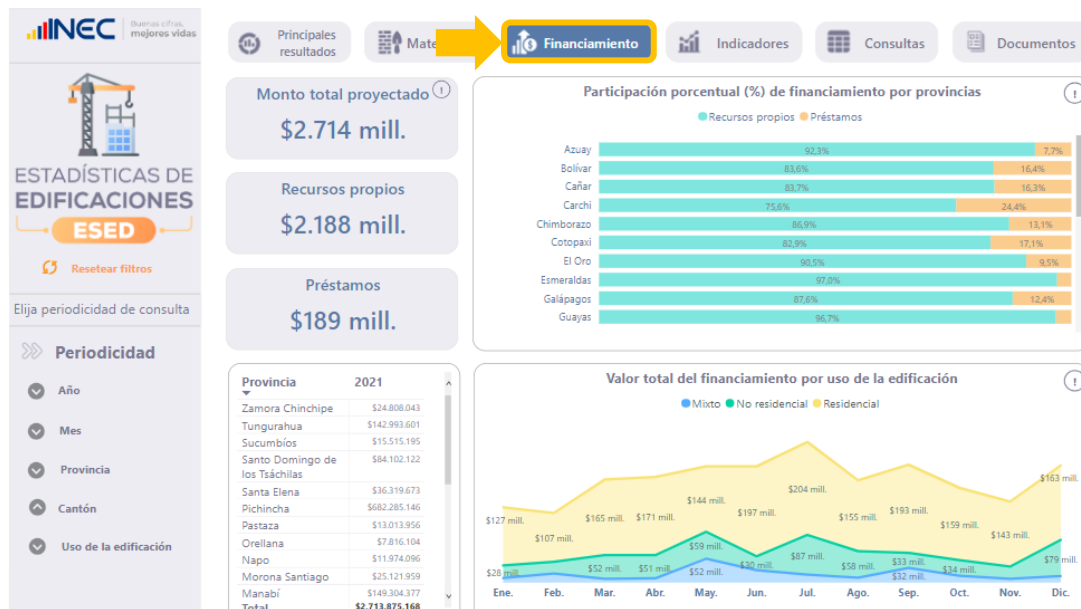 INEC
Buenas cifras,
mejores vidas
ESTADÍSTICAS DE
EDIFICACIONES
ESED
Resetear filtros
Elija periodicidad de consulta
Periodicidad
Año
Mes
Provincia
Cantón
Uso de la edificación
Principales
resultados
Mate
Financiamiento
Indicadores
Consultas
Documentos
Monto total proyectado
$2.714 mill.
Recursos propios
$2.188 mill.
Préstamos
$189 mill.
Participación porcentual (%) de financiamiento por provincias
Recursos propios Préstamos
Azuay 92,3% 7,7%
Bolívar 83,6% 16,4%
Cañar 83,7% 16,3%
Carchi 75,6% 24,4%
Chimborazo 86,9% 13,1%
Cotopaxi 82,9% 17,1%
El Oro 90,5% 9,5%
Esmeraldas 97,0%
Galápagos 87,6% 12,4%
Guayas 96,7%
Provincia 2021
Zamora Chinchipe $24.808.043
Tungurahua $142.993.601
Sucumbíos $15.515.195
Santo Domingo de $84.102.122
los Tsáchilas
Santa Elena $36.319.673
Pichincha $682.285.146
Pastaza $13.013.956
Orellana $7.816.104
Napo $11.974.096
Morona Santiago $25.121.959
Manabí $149.304.377
Total $2.713.875.168
Valor total del financiamiento por uso de la edificación
Mixto No residencial Residencial
$127 mill. $107 mill. $165 mill. $171 mill. $144 mill. $197 mill. $204 mill. $155 mill. $193 mill. $159 mill. $143 mill. $163 mill.
$28 mill. $52 mill. $51 mill. $59 mill. $30 mill. $87 mill. $58 mill. $33 mill. $34 mill. $79 mill.
$52 mill. $32 mill.
Ene. Feb. Mar. Abr. May. Jun. Jul. Ago. Sep. Oct. Nov. Dic.